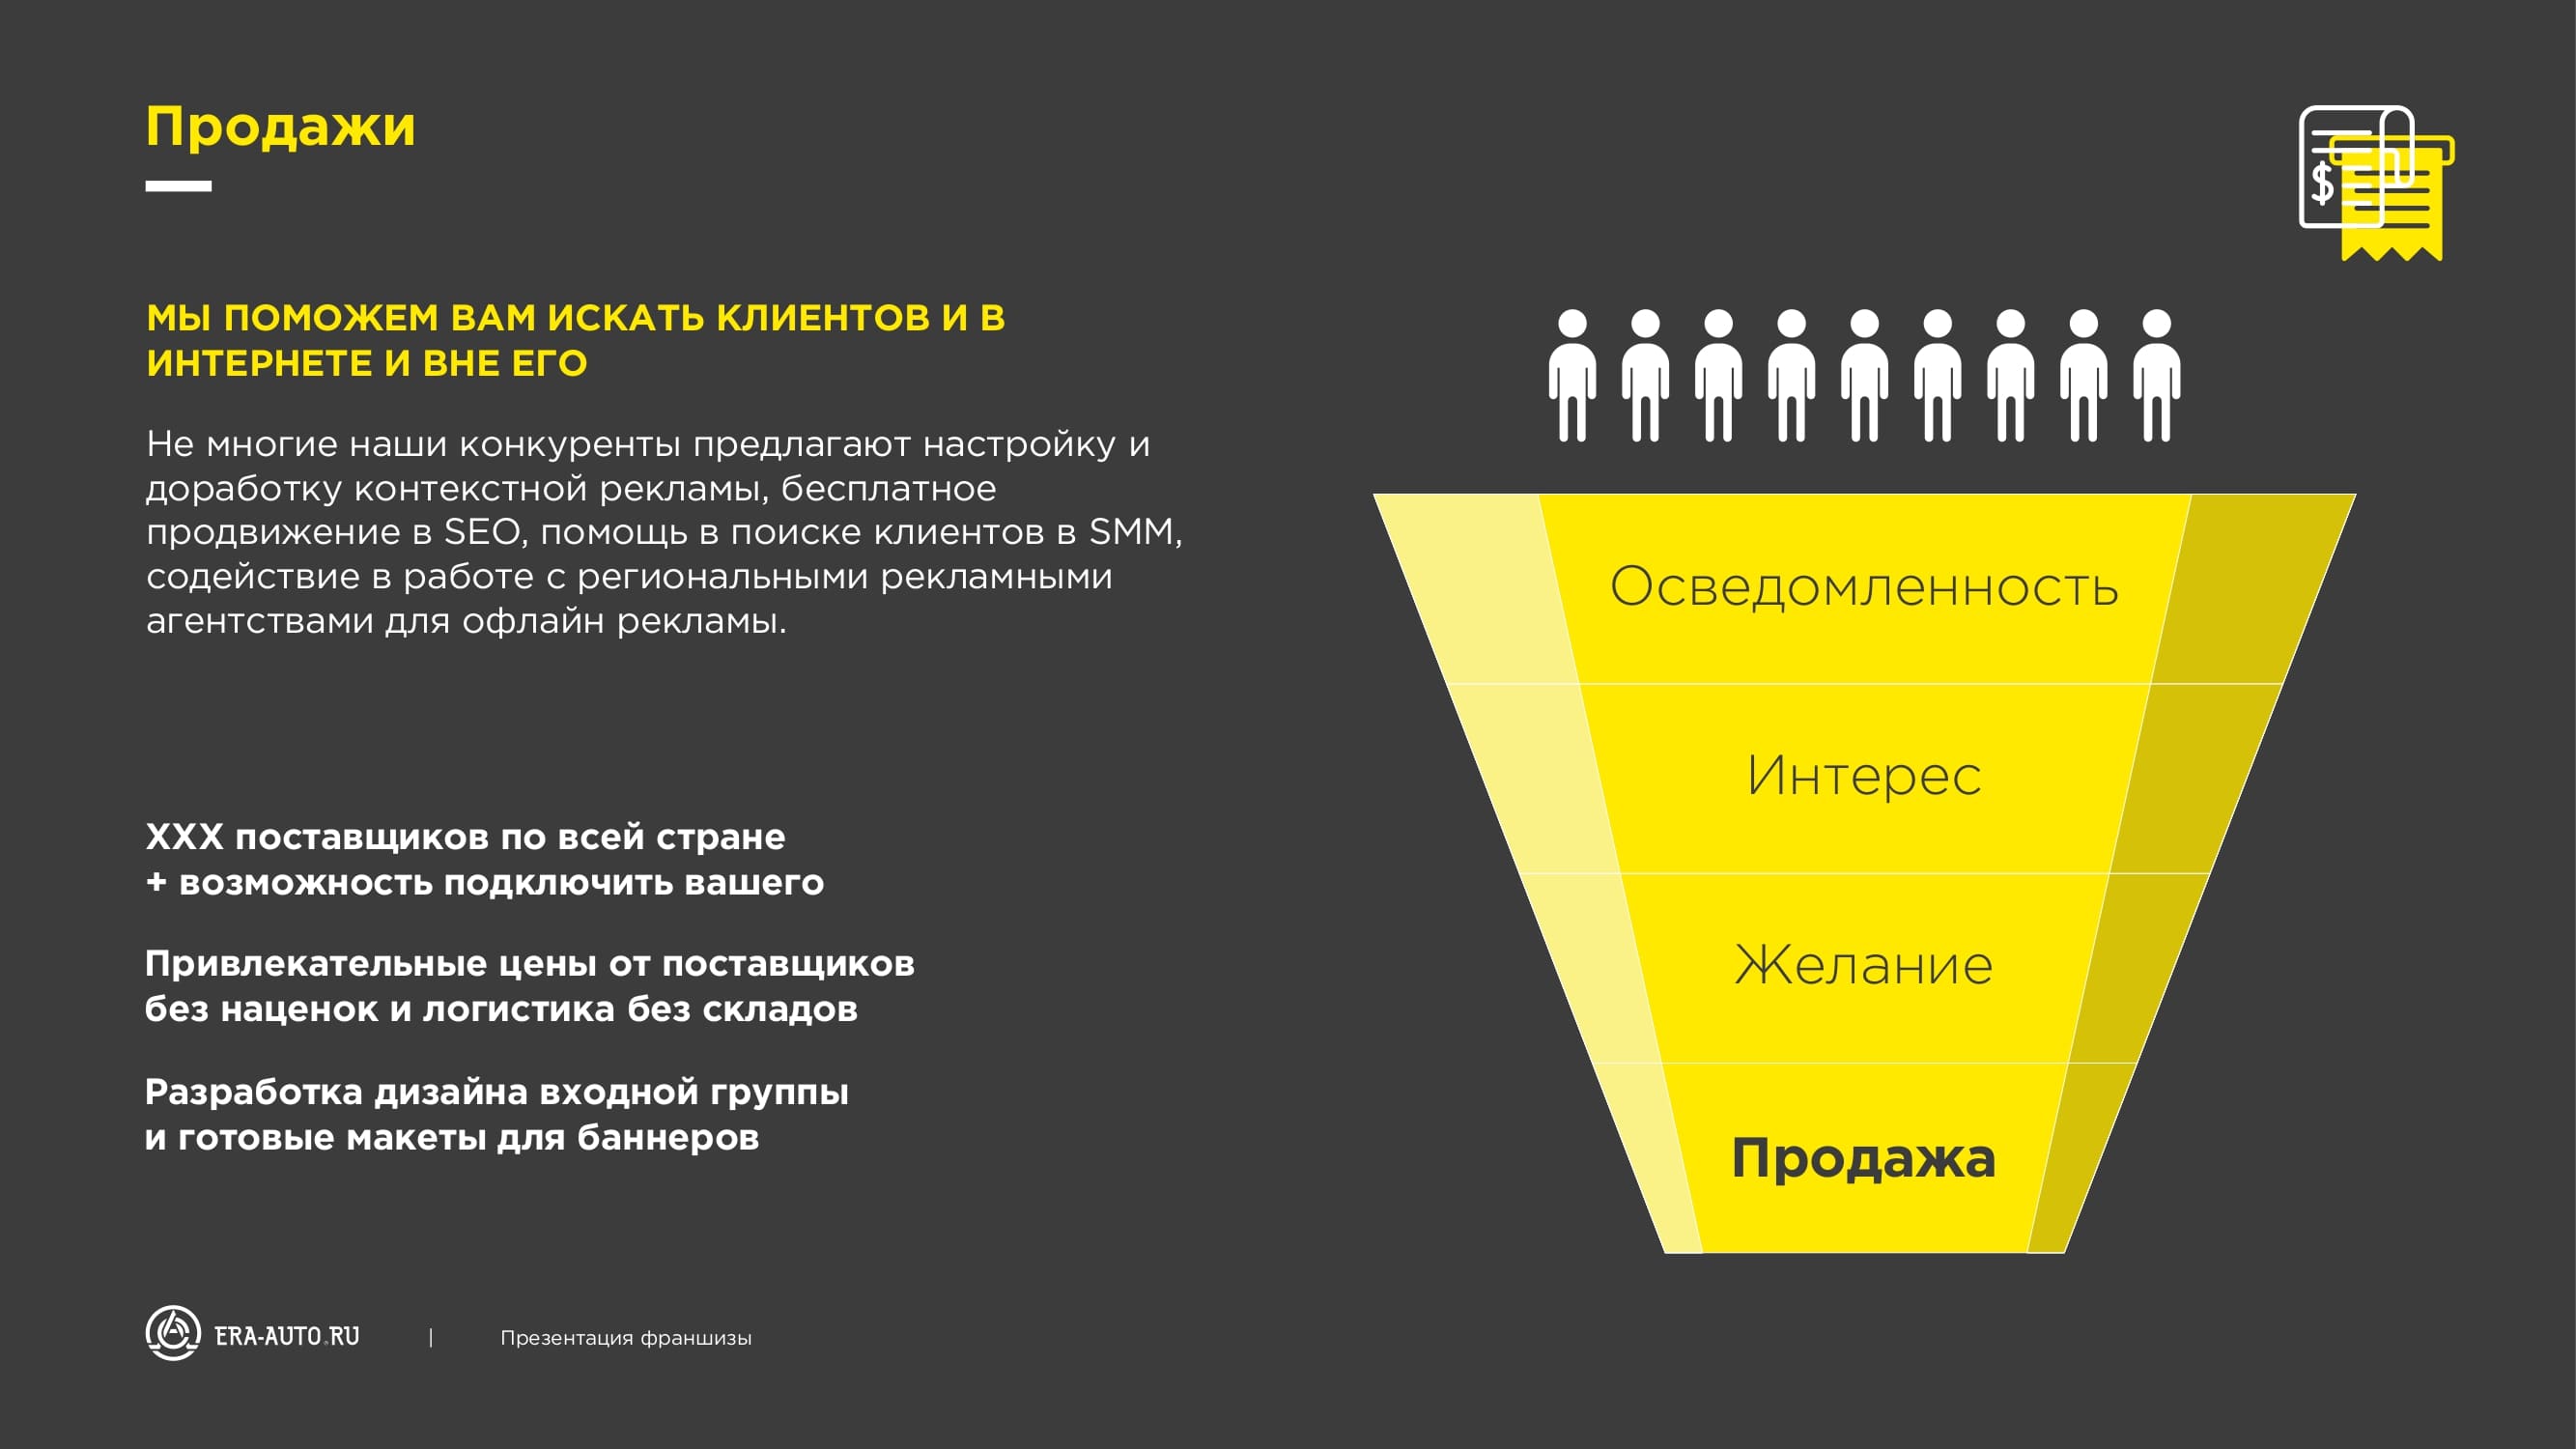 Продажи
МЫ ПОМОЖЕМ ВАМ ИСКАТЬ КЛИЕНТОВ И В
ИНТЕРНЕТЕ И ВНЕ ЕГО
Не многие наши конкуренты предлагают настройку и
доработку контекстной рекламы, бесплатное
продвижение в SEO, помощь в поиске клиентов в SMM,
содействие в работе с региональными рекламными
агентствами для офлайн рекламы.
ХХХ поставщиков по всей стране
+ возможность подключить вашего
Привлекательные цены от поставщиков
без наценок и логистика без складов
Разработка дизайна входной группы
и готовые макеты для баннеров
$
Осведомленность
Интерес
Желание
Продажа
ERA-AUTO.RU | Презентация франшизы